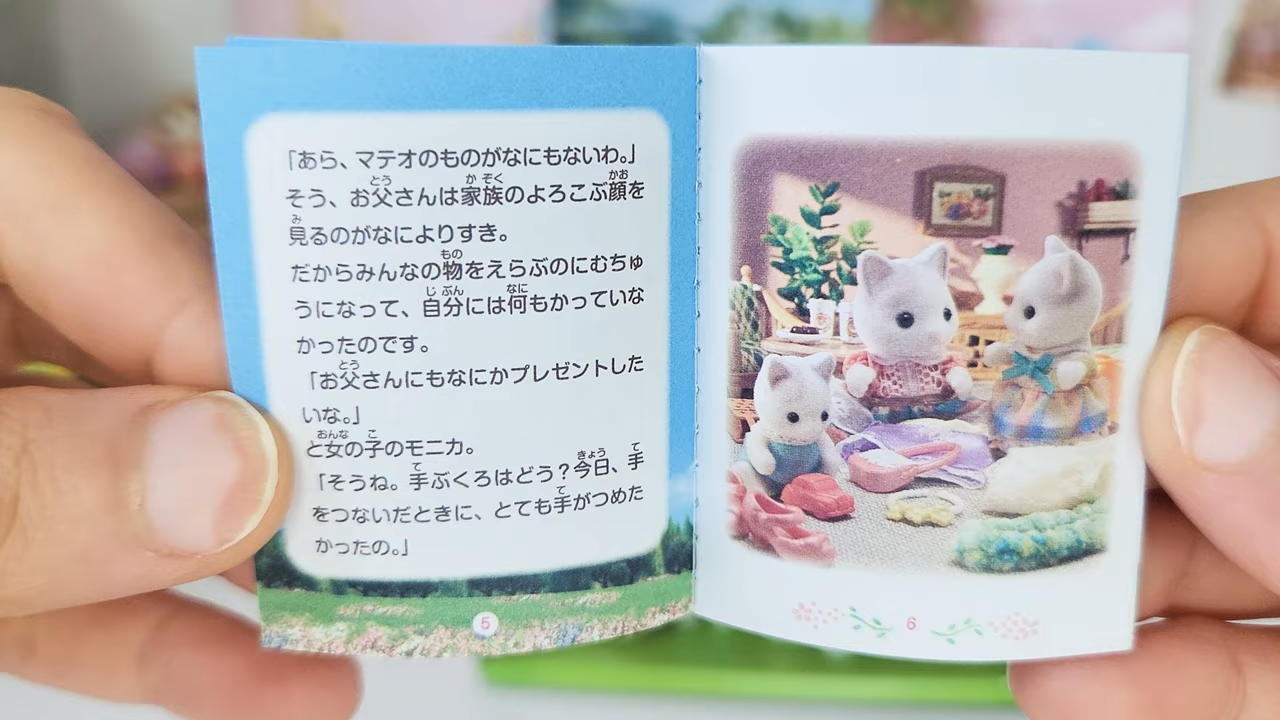 「あら、マテオのものがなにもないわ。」
そう、お父さんは家族のよろこぶ顔を
見るのがなによりすき。
だからみんなの物をえらぶのにむちゅ
うになって、自分には何もかっていな
かったのです。
「お父さんにもなにかプレゼントした
いな。」
と女の子のモニカ。
「そうね。手ぶくろはどう？今日、手
をつないだときに、とても手がつめた
かったの。」
5
6